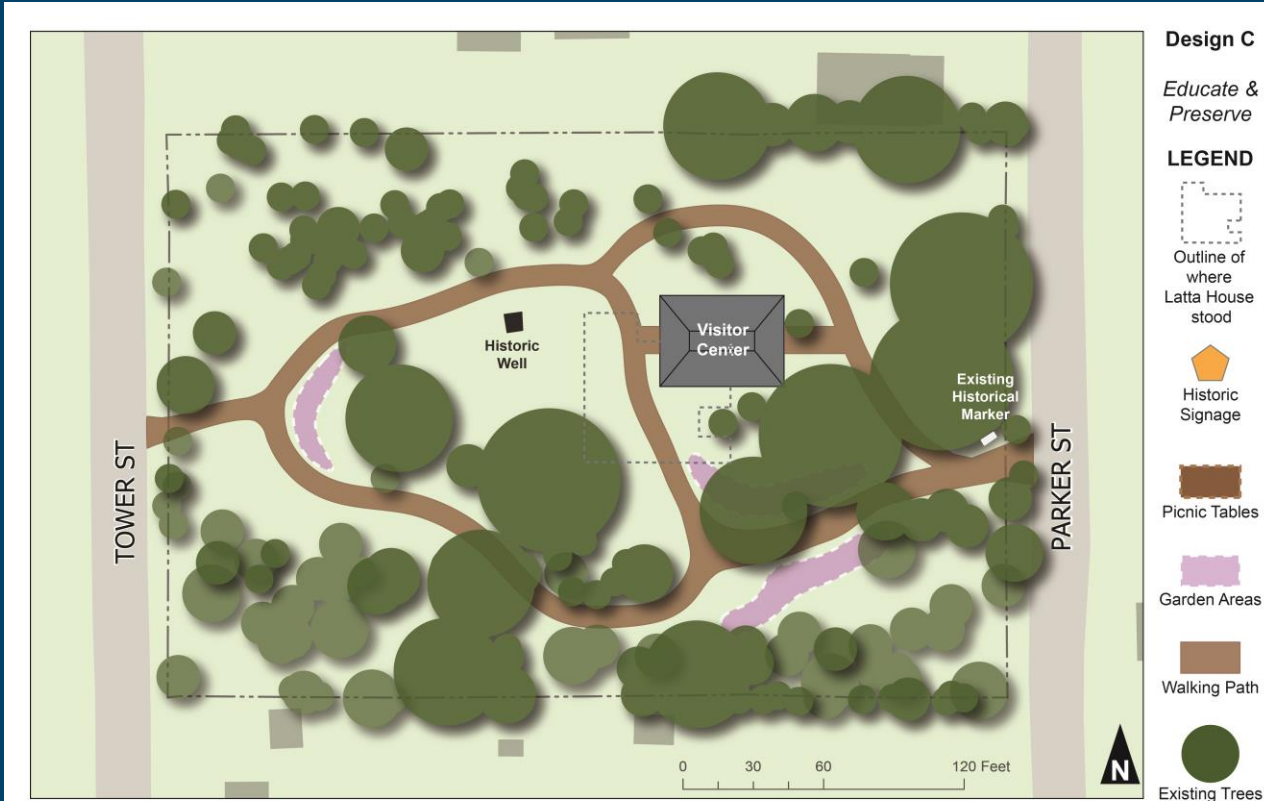 Design C
Educate &
Preserve
LEGEND
Outline of
where
Latta House
stood
Historic
Signage
Picnic Tables
Garden Areas
Walking Path
Existing Trees
TOWER ST
PARKER ST
Historic
Well
Visitor
Center
Existing
Historical
Marker
0 30 60 120 Feet
N